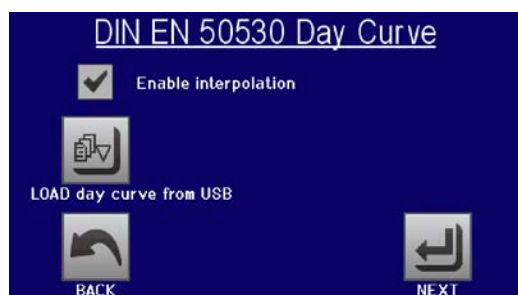 DIN EN 50530 Day Curve
Enable interpolation
LOAD day curve from USB
BACK
NEXT